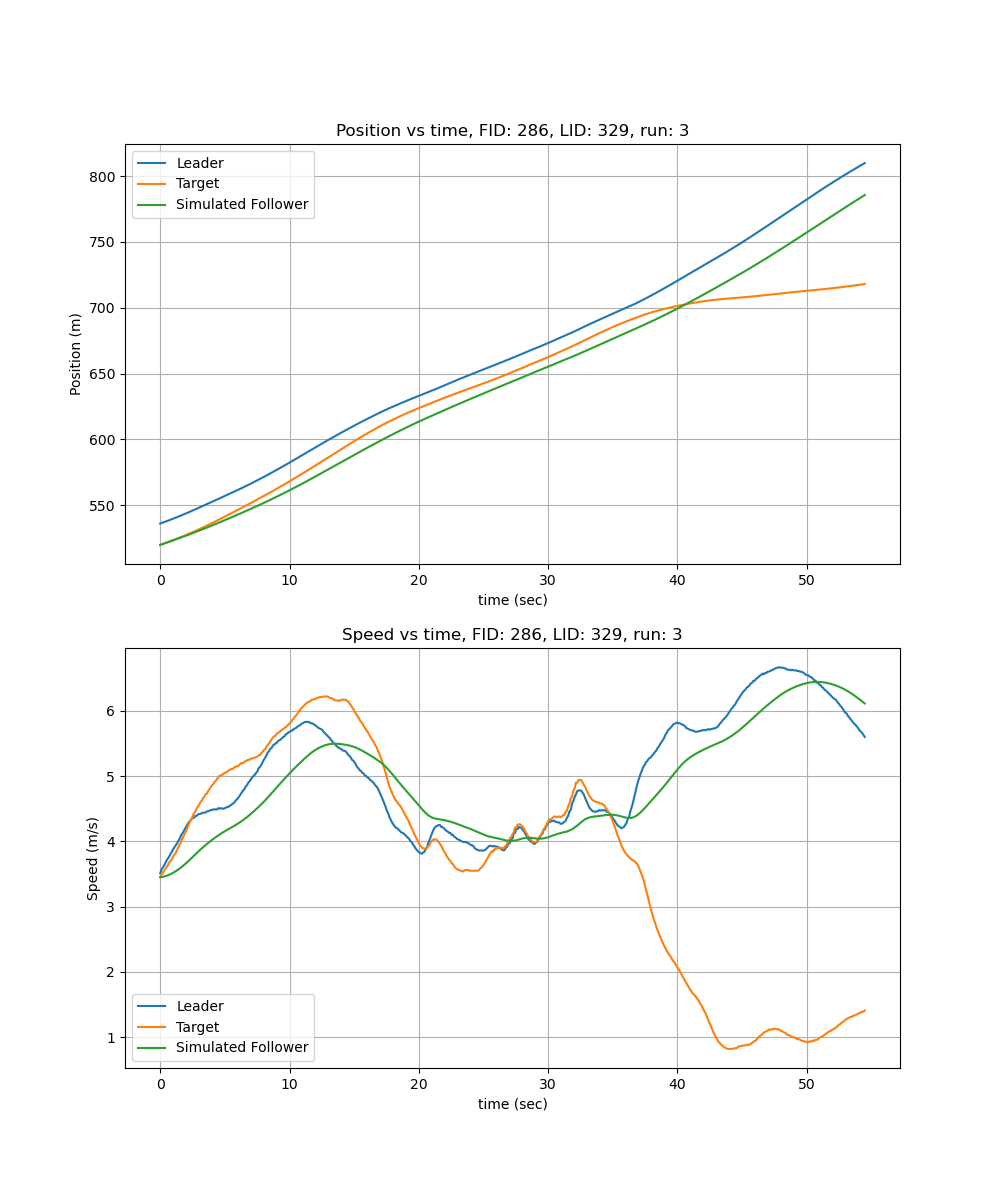 Position vs time, FID: 286, LID: 329, run: 3
Leader
Target
Simulated Follower
800
750
700
650
600
550
Position (m)
0 10 20 30 40 50
time (sec)
Speed vs time, FID: 286, LID: 329, run: 3
6
5
4
3
2
1
Speed (m/s)
Leader
Target
Simulated Follower
0 10 20 30 40 50
time (sec)